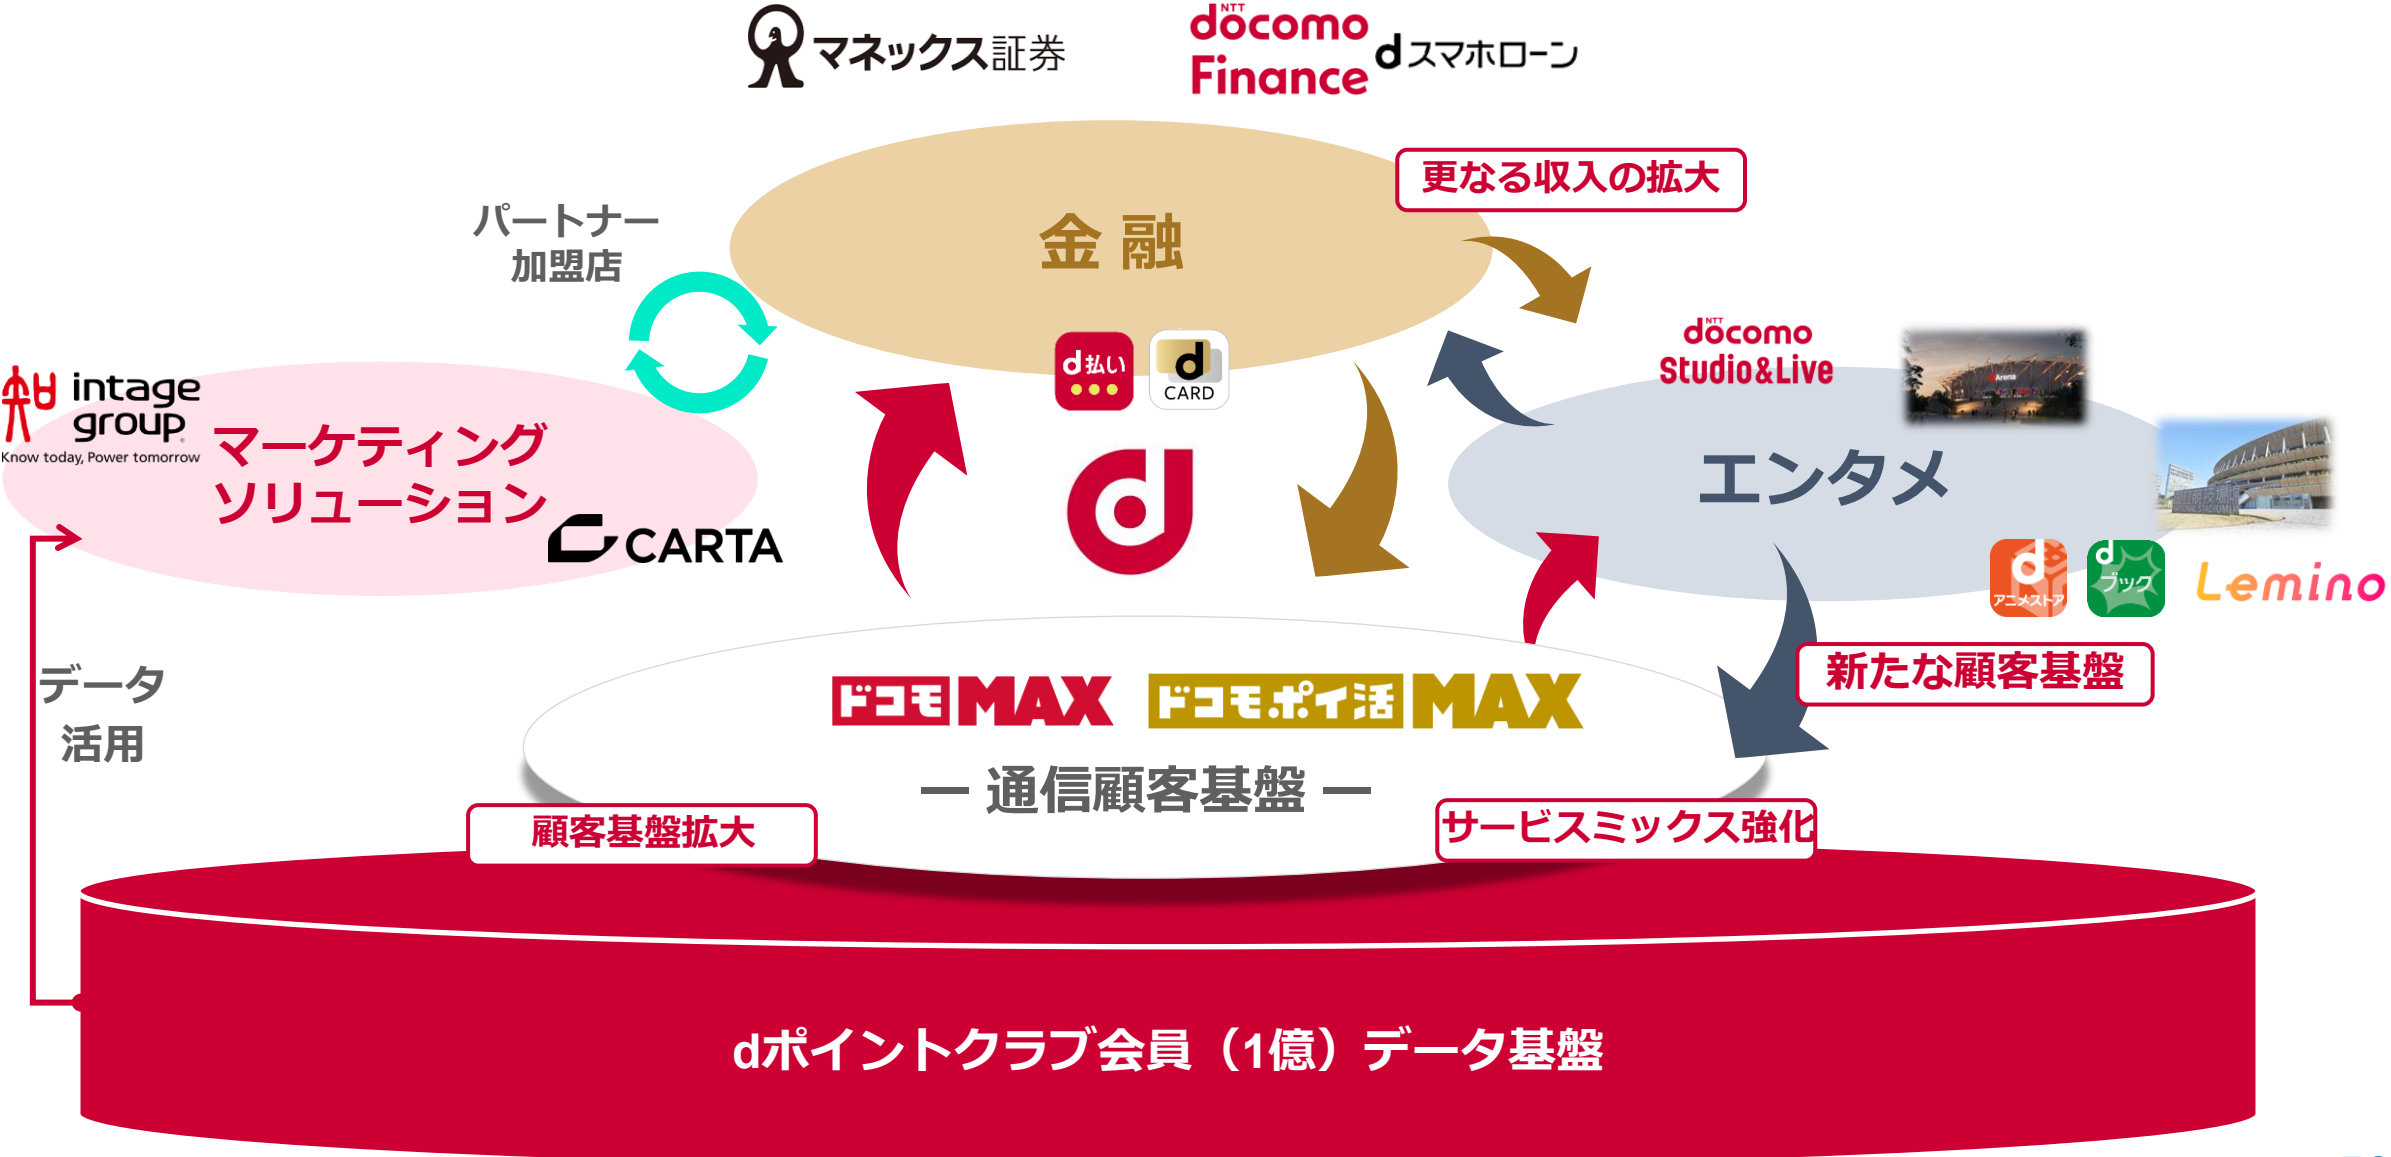 マネックス証券
NTT
docomo
Finance
dスマホローン
更なる収入の拡大
パートナー
加盟店
金 融
d払い
d
CARD
NTT
docomo
Studio&Live
Arena
intage
group
Know today, Power tomorrow
マーケティング
ソリューション
CARTA
d
エンタメ
d
アニメストア
d
ブック
Lemino
新たな顧客基盤
データ
活用
ドコモMAX
ドコモポイ活MAX
― 通信顧客基盤 ―
顧客基盤拡大
サービスミックス強化
dポイントクラブ会員（1億）データ基盤